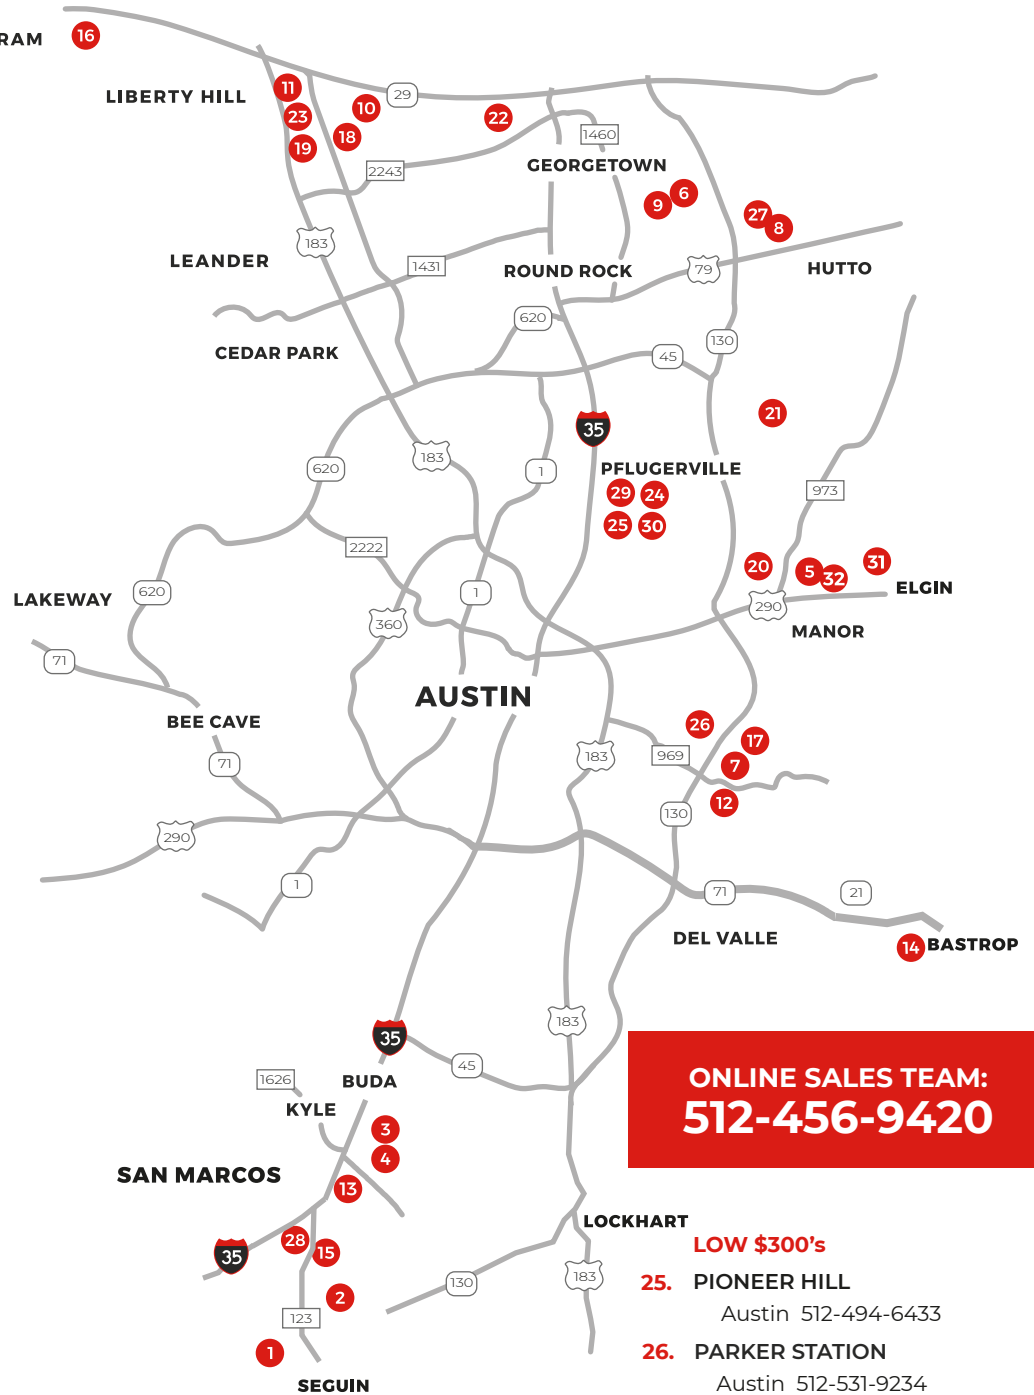 RAM
16
LIBERTY HILL
11
23
19
10
18
29
22
1460
2243
GEORGETOWN
9
6
27
8
183
LEANDER
1431
ROUND ROCK
79
HUTTO
620
CEDAR PARK
45
130
21
35
183
620
1
PFLUGERVILLE
29
24
25
30
973
2222
20
5
32
31
ELGIN
290
MANOR
LAKEWAY
620
1
360
71
AUSTIN
BEE CAVE
71
26
17
183
969
7
12
130
290
1
71
21
DEL VALLE
14
BASTROP
183
35
45
1626
BUDA
KYLE
3
4
SAN MARCOS
13
28
15
35
2
123
1
SEGUIN
130
LOCKHART
183
ONLINE SALES TEAM:
512-456-9420
LOW $300's
25. PIONEER HILL
Austin 512-494-6433
26. PARKER STATION
Austin 512-531-9234